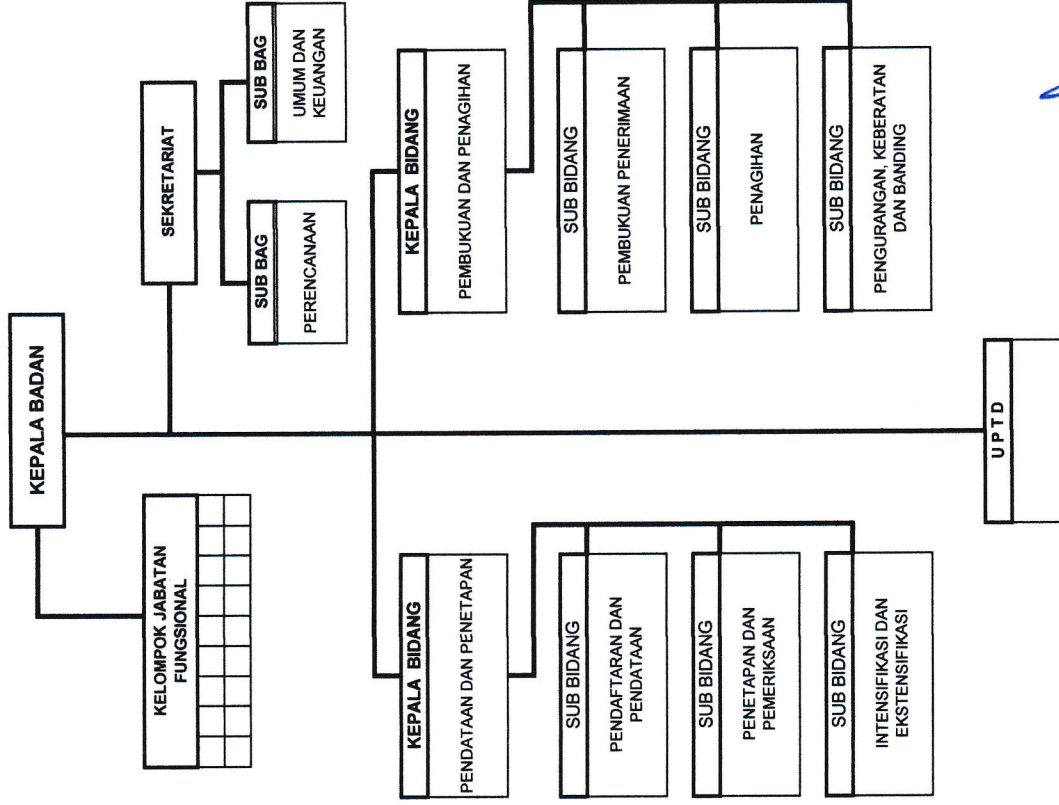 KEPALA BADAN
KELOMPOK JABATAN
FUNGSIONAL
SEKRETARIAT
SUB BAG
PERENCANAAN
SUB BAG
UMUM DAN
KEUANGAN
KEPALA BIDANG
PENDATAAN DAN PENETAPAN
SUB BIDANG
PENDAFTARAN DAN
PENDATAAN
SUB BIDANG
PENETAPAN DAN
PEMERIKSAAN
SUB BIDANG
INTENSIFIKASI DAN
EKSTENSIFIKASI
KEPALA BIDANG
PEMBUKUAN DAN PENAGIHAN
SUB BIDANG
PEMBUKUAN PENERIMAAN
SUB BIDANG
PENAGIHAN
SUB BIDANG
PENGURANGAN, KEBERATAN
DAN BANDING
UPTD